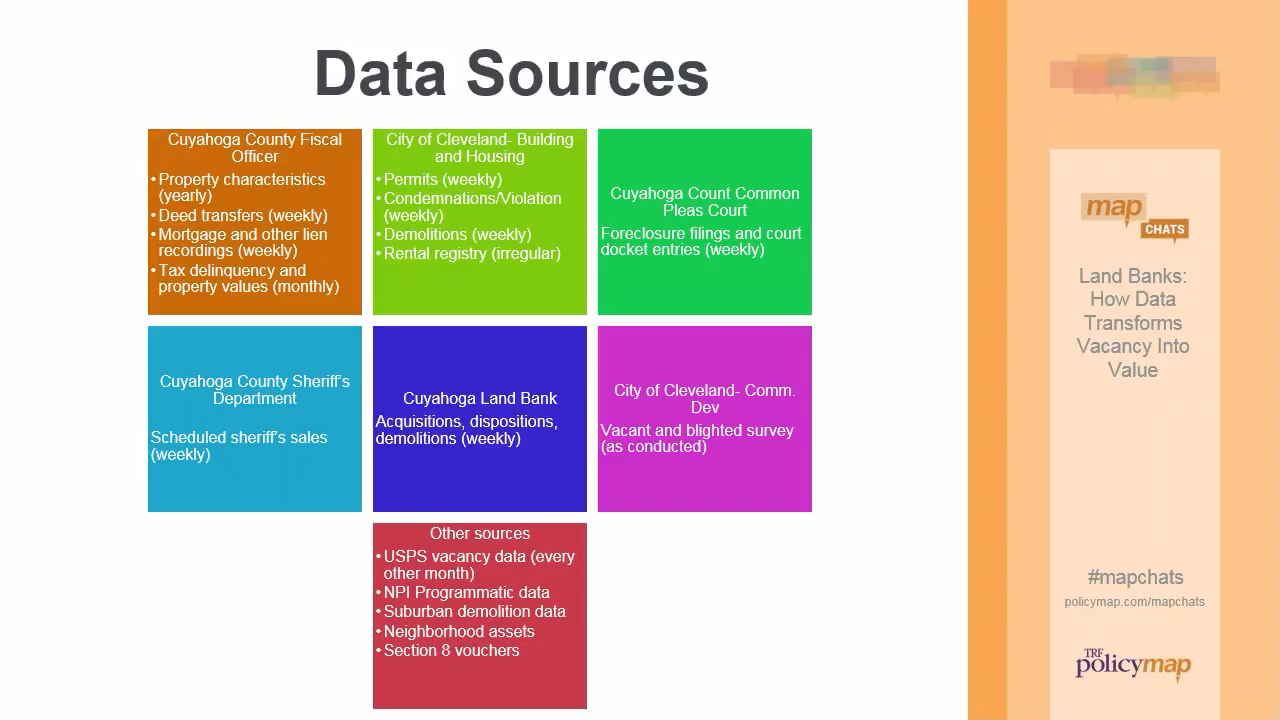 Data Sources
Cuyahoga County Fiscal
Officer
•Property characteristics
(yearly)
•Deed transfers (weekly)
•Mortgage and other lien
recordings (weekly)
•Tax delinquency and
property values (monthly)
City of Cleveland- Building
and Housing
•Permits (weekly)
•Condemnations/Violation
(weekly)
•Demolitions (weekly)
•Rental registry (irregular)
Cuyahoga Count Common
Pleas Court
Foreclosure filings and court
docket entries (weekly)
Cuyahoga County Sheriff's
Department
Scheduled sheriff's sales
(weekly)
Cuyahoga Land Bank
Acquisitions, dispositions,
demolitions (weekly)
City of Cleveland- Comm.
Dev
Vacant and blighted survey
(as conducted)
Other sources
•USPS vacancy data (every
other month)
•NPI Programmatic data
•Suburban demolition data
•Neighborhood assets
•Section 8 vouchers
map
CHATS
Land Banks:
How Data
Transforms
Vacancy Into
Value
#mapchats
policymap.com/mapchats
TRF
policymap